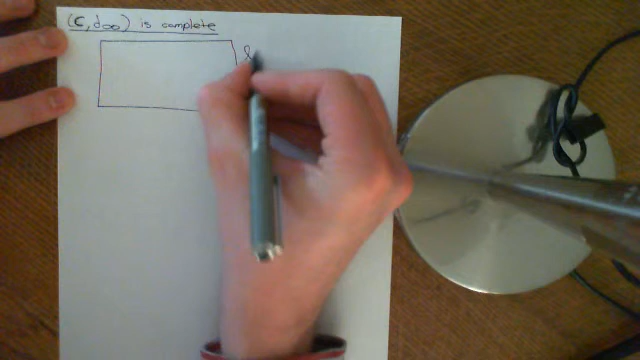 (C, d∞) is complete
&